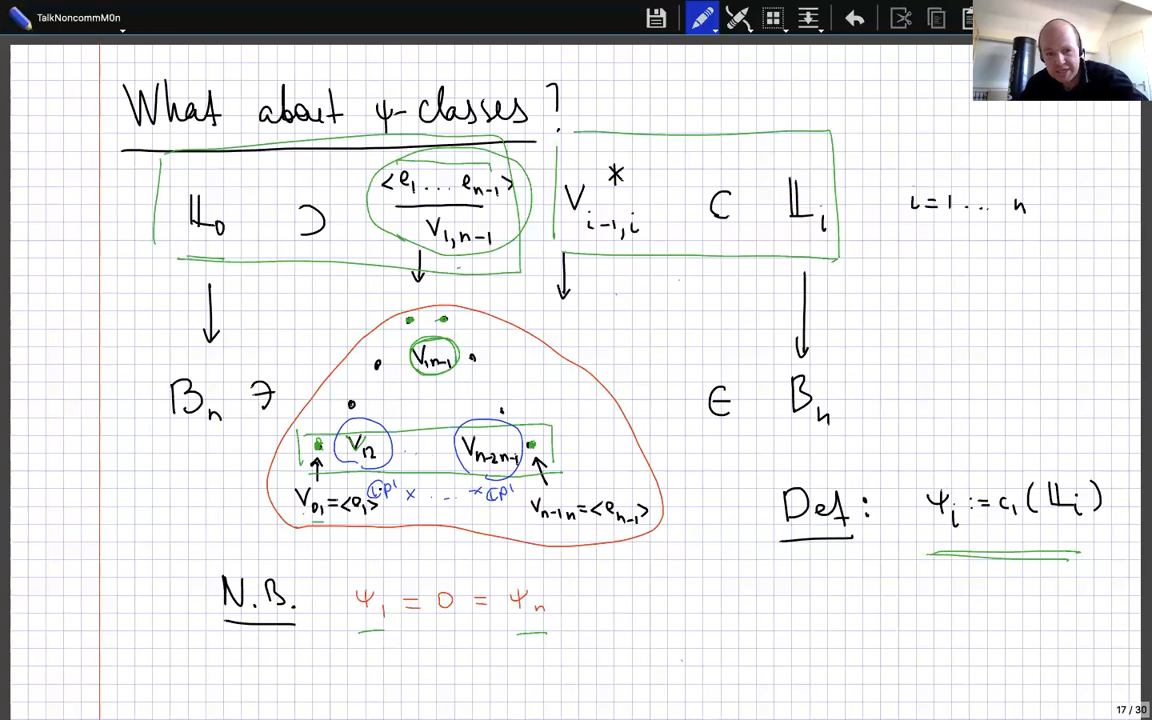 TalkNoncommM0n
What about ψ-classes?
𝕃₀ ⊃ <e₁ ... eₙ₋₁> / V₁,ₙ₋₁
V*ᵢ₋₁,ᵢ ⊂ 𝕃ᵢ i=1 ... n
V₁ₙ₋₁
Bₙ ∋
∈ Bₙ
V₁₂ ... Vₙ₋₂ₙ₋₁
ℂP¹ × ... × ℂP¹
V₀₁ = <e₁>
Vₙ₋₁ₙ = <eₙ₋₁>
Def: ψᵢ := c₁(𝕃ᵢ)
N.B. ψ₁ = 0 = ψₙ
17 / 30